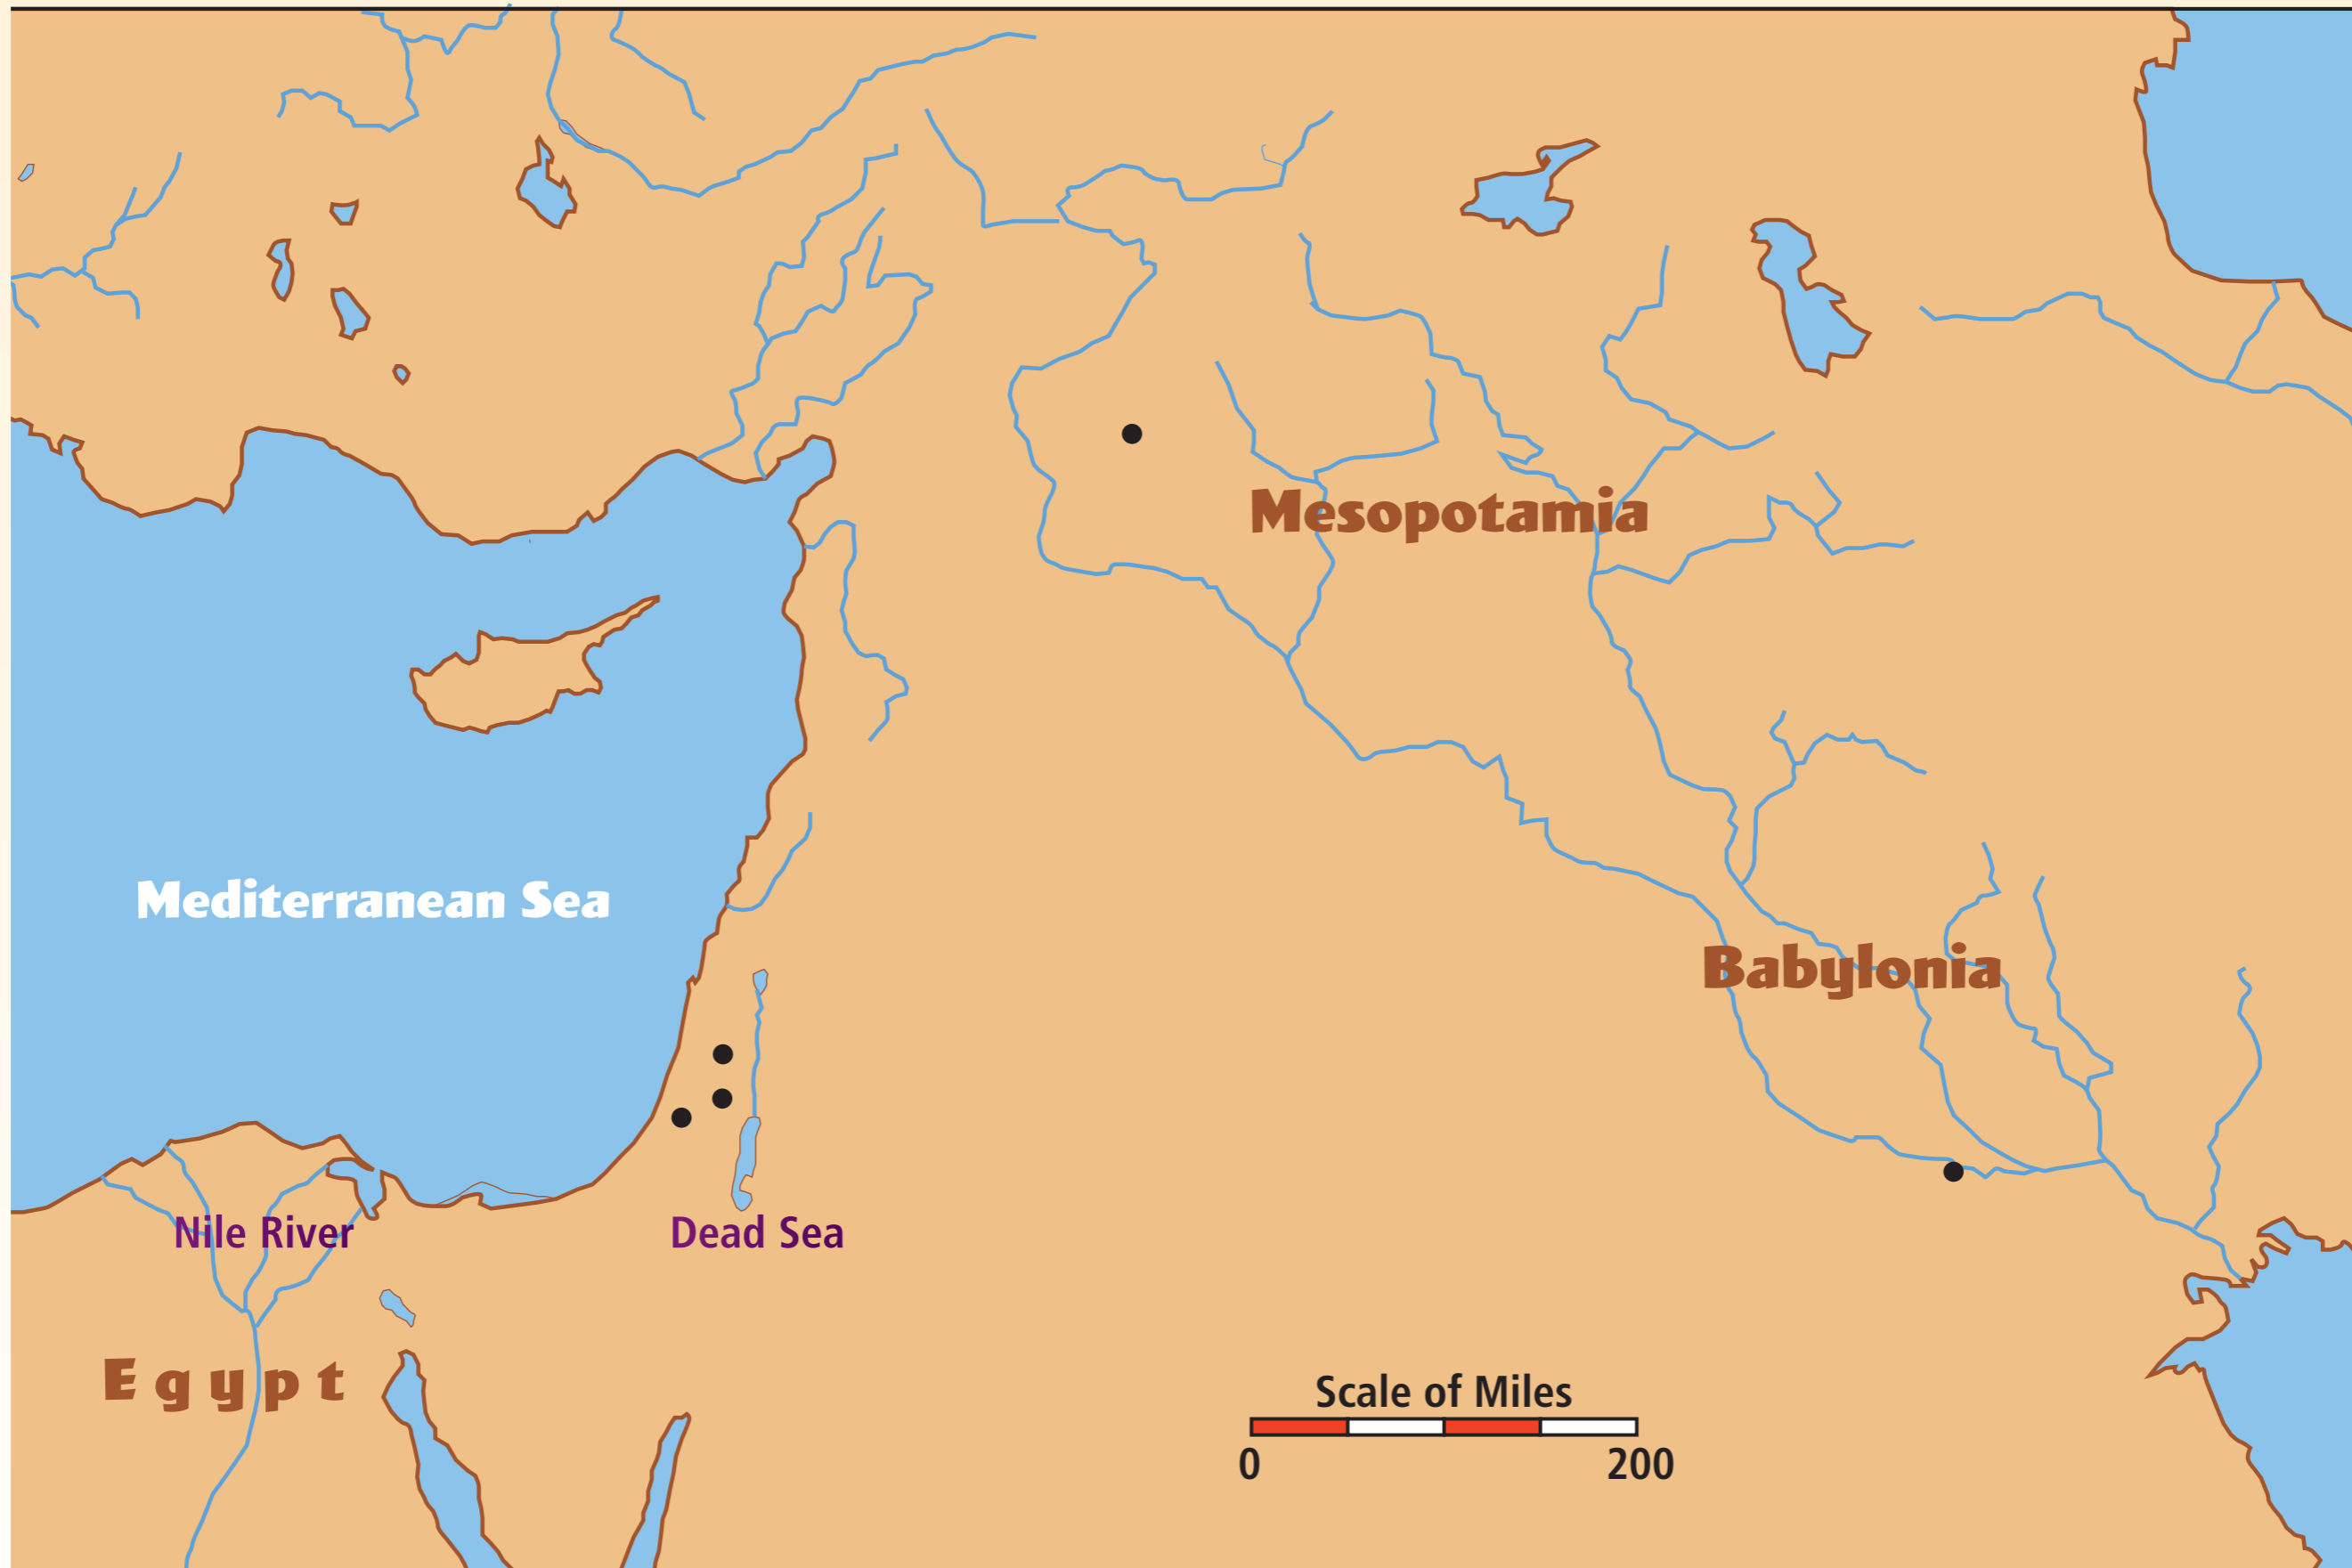 Mesopotamia
Mediterranean Sea
Babylonia
Nile River
Dead Sea
Egypt
Scale of Miles
0 200